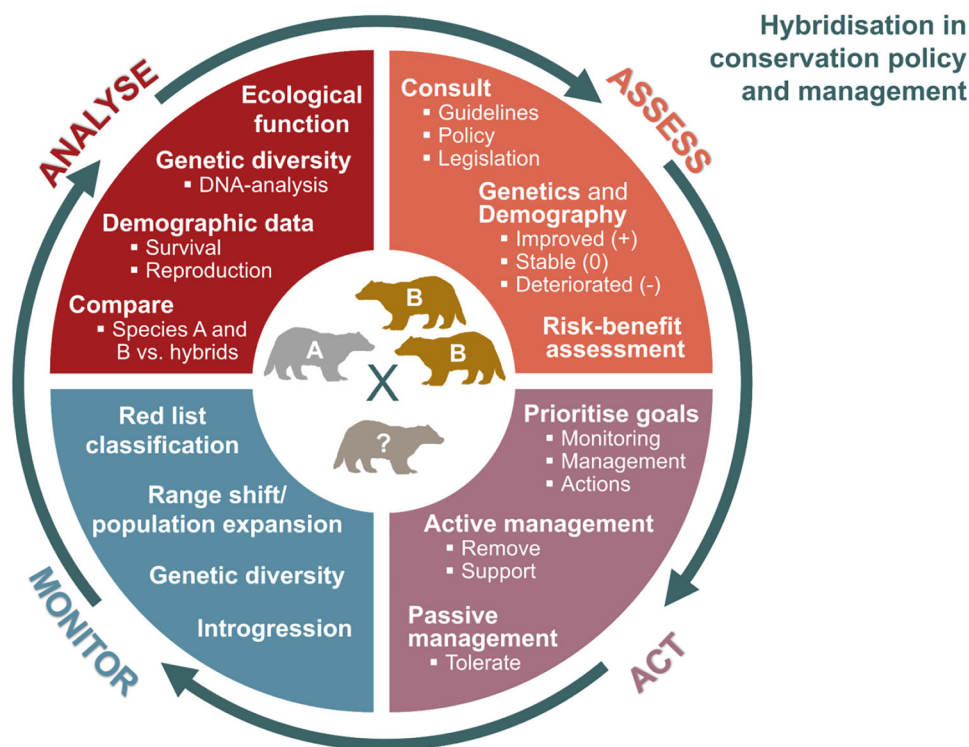 Hybridisation in
conservation policy
and management
ANALYSE
Ecological
function
Genetic diversity
▪ DNA-analysis
Demographic data
▪ Survival
▪ Reproduction
Compare
▪ Species A and
B vs. hybrids
ASSESS
Consult
▪ Guidelines
▪ Policy
▪ Legislation
Genetics and
Demography
▪ Improved (+)
▪ Stable (0)
▪ Deteriorated (-)
Risk-benefit
assessment
B
A
B
X
?
ACT
Prioritise goals
▪ Monitoring
▪ Management
▪ Actions
Active management
▪ Remove
▪ Support
Passive
management
▪ Tolerate
MONITOR
Red list
classification
Range shift/
population expansion
Genetic diversity
Introgression